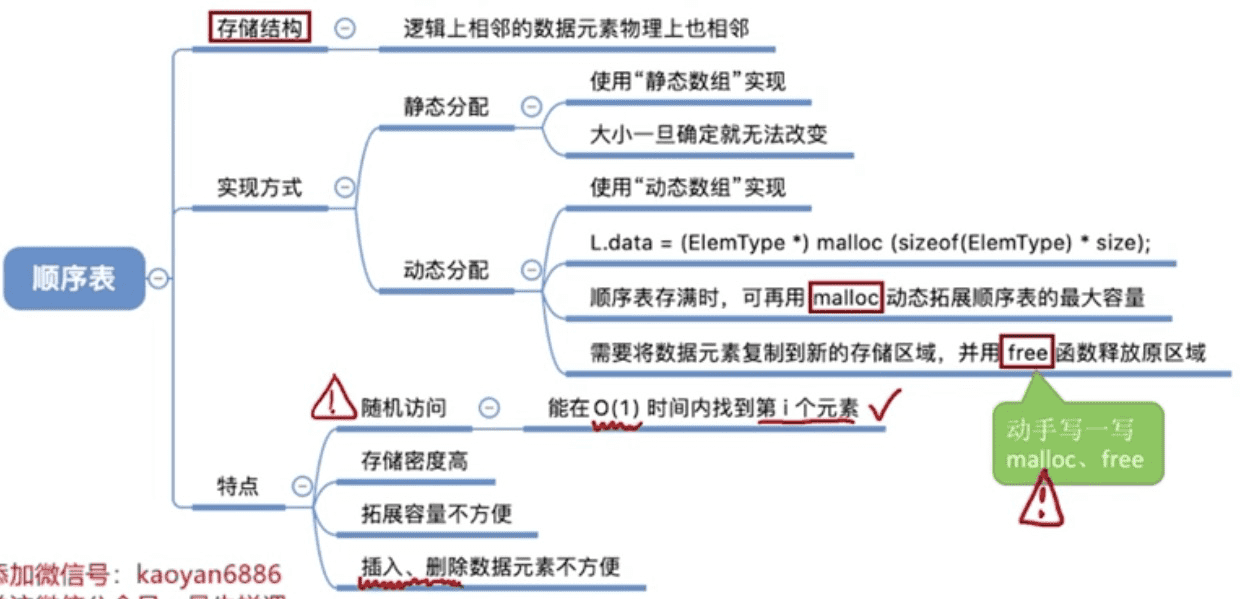 存储结构
逻辑上相邻的数据元素物理上也相邻
使用“静态数组”实现
静态分配
大小一旦确定就无法改变
实现方式
使用“动态数组”实现
L.data = (ElemType *) malloc (sizeof(ElemType) * size);
动态分配
顺序表
顺序表存满时，可再用 malloc 动态拓展顺序表的最大容量
需要将数据元素复制到新的存储区域，并用 free 函数释放原区域
!
随机访问
能在O(1) 时间内找到第 i 个元素
动手写一写
malloc、free
!
存储密度高
特点
拓展容量不方便
插入、删除数据元素不方便
添加微信号：kaoyan6886